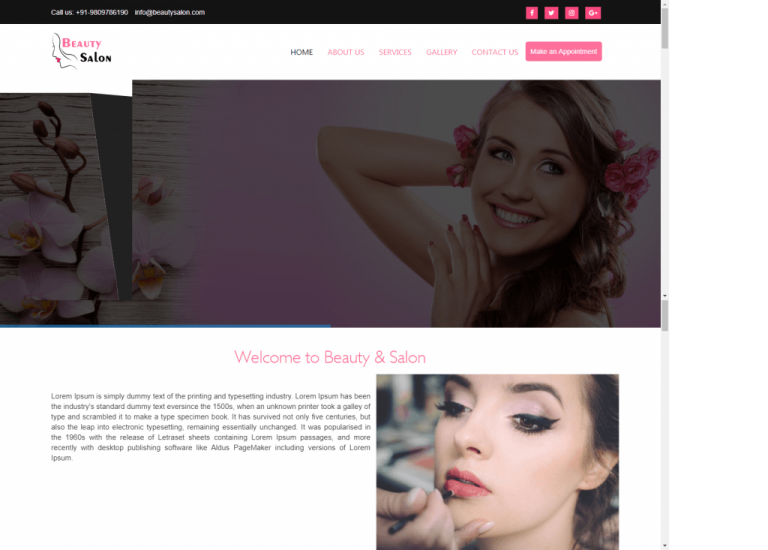 Call us: +91-9809786190 info@beautysalon.com
Beauty
Salon
HOME ABOUT US SERVICES GALLERY CONTACT US Make an Appointment
Welcome to Beauty & Salon
Lorem Ipsum is simply dummy text of the printing and typesetting industry. Lorem Ipsum has been
the industry's standard dummy text eversince the 1500s, when an unknown printer took a galley of
type and scrambled it to make a type specimen book. It has survived not only five centuries, but
also the leap into electronic typesetting, remaining essentially unchanged. It was popularised in
the 1960s with the release of Letraset sheets containing Lorem Ipsum passages, and more
recently with desktop publishing software like Aldus PageMaker including versions of Lorem
Ipsum.